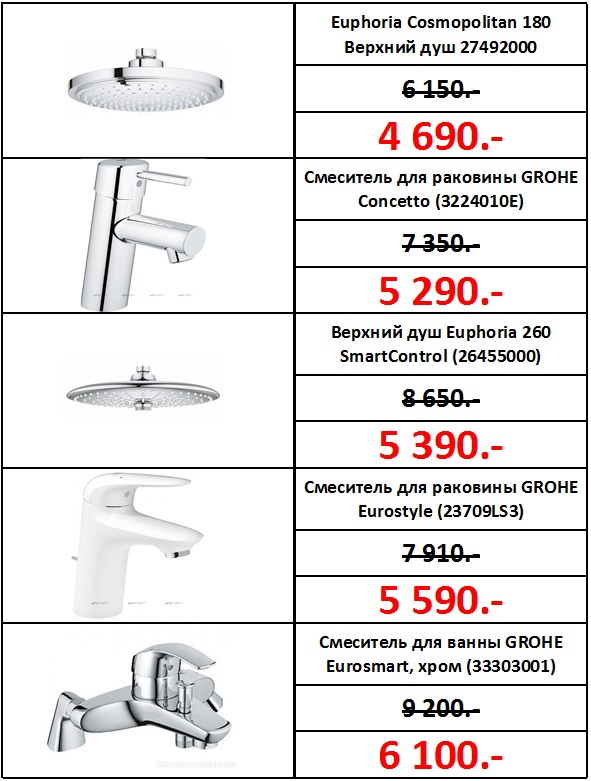 Euphoria Cosmopolitan 180
Верхний душ 27492000
6 150.-
4 690.-
Смеситель для раковины GROHE
Concetto (3224010E)
7 350.-
5 290.-
Верхний душ Euphoria 260
SmartControl (26455000)
8 650.-
5 390.-
Смеситель для раковины GROHE
Eurostyle (23709LS3)
7 910.-
5 590.-
Смеситель для ванны GROHE
Eurosmart, хром (33303001)
9 200.-
6 100.-